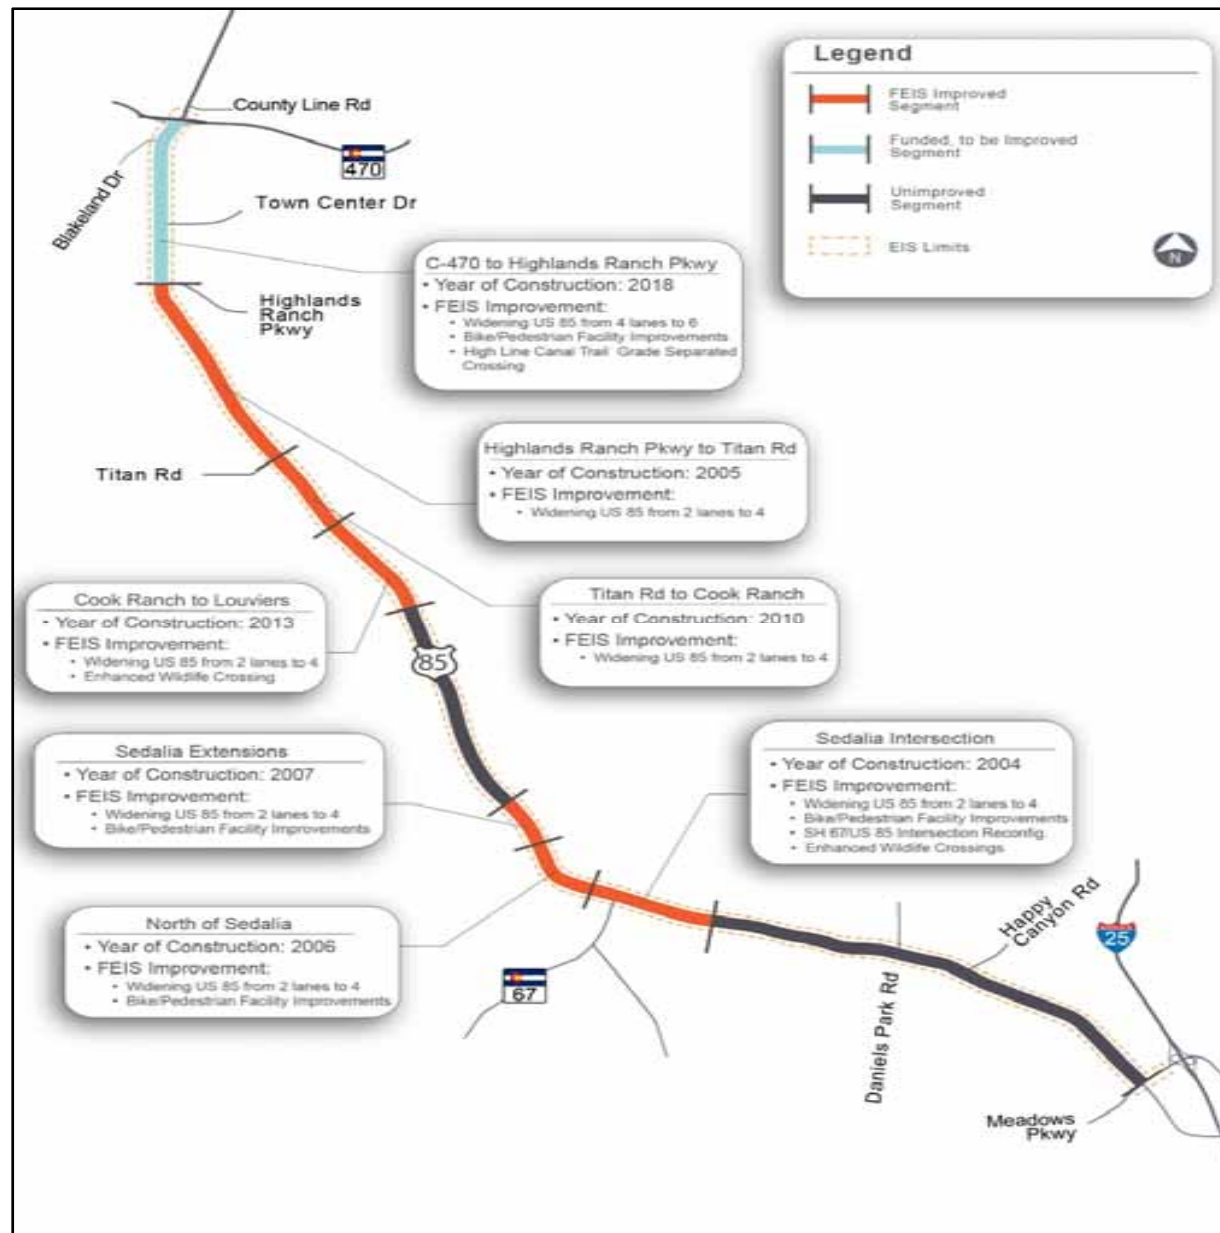 Legend
FEIS Improved
Segment
Funded, to be Improved
Segment
Unimproved
Segment
EIS Limits
N
County Line Rd
470
Blakeland Dr
Town Center Dr
C-470 to Highlands Ranch Pkwy
• Year of Construction: 2018
• FEIS Improvement:
• Widening US 85 from 4 lanes to 6
• Bike/Pedestrian Facility Improvements
• High Line Canal Trail Grade Separated
Crossing
Highlands
Ranch
Pkwy
Highlands Ranch Pkwy to Titan Rd
• Year of Construction: 2005
• FEIS Improvement:
• Widening US 85 from 2 lanes to 4
Titan Rd
Titan Rd to Cook Ranch
• Year of Construction: 2010
• FEIS Improvement:
• Widening US 85 from 2 lanes to 4
Cook Ranch to Louviers
• Year of Construction: 2013
• FEIS Improvement:
• Widening US 85 from 2 lanes to 4
• Enhanced Wildlife Crossing
85
Sedalia Extensions
• Year of Construction: 2007
• FEIS Improvement:
• Widening US 85 from 2 lanes to 4
• Bike/Pedestrian Facility Improvements
Sedalia Intersection
• Year of Construction: 2004
• FEIS Improvement:
• Widening US 85 from 2 lanes to 4
• Bike/Pedestrian Facility Improvements
• SH 67/US 85 Intersection Reconfig.
• Enhanced Wildlife Crossings
North of Sedalia
• Year of Construction: 2006
• FEIS Improvement:
• Widening US 85 from 2 lanes to 4
• Bike/Pedestrian Facility Improvements
67
Happy
Canyon Rd
25
Daniels Park Rd
Meadows
Pkwy